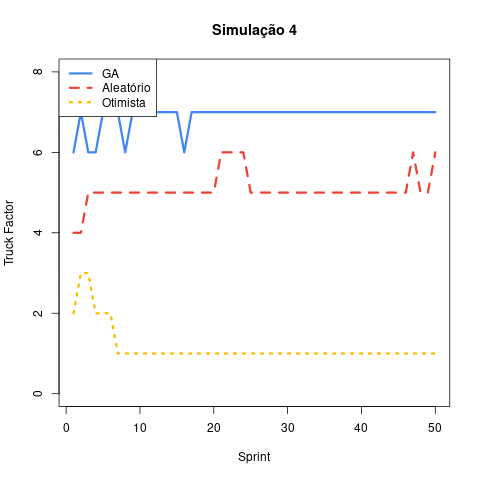 Simulação 4
GA
Aleatório
Otimista
Truck Factor
8
6
4
2
0
0 10 20 30 40 50
Sprint